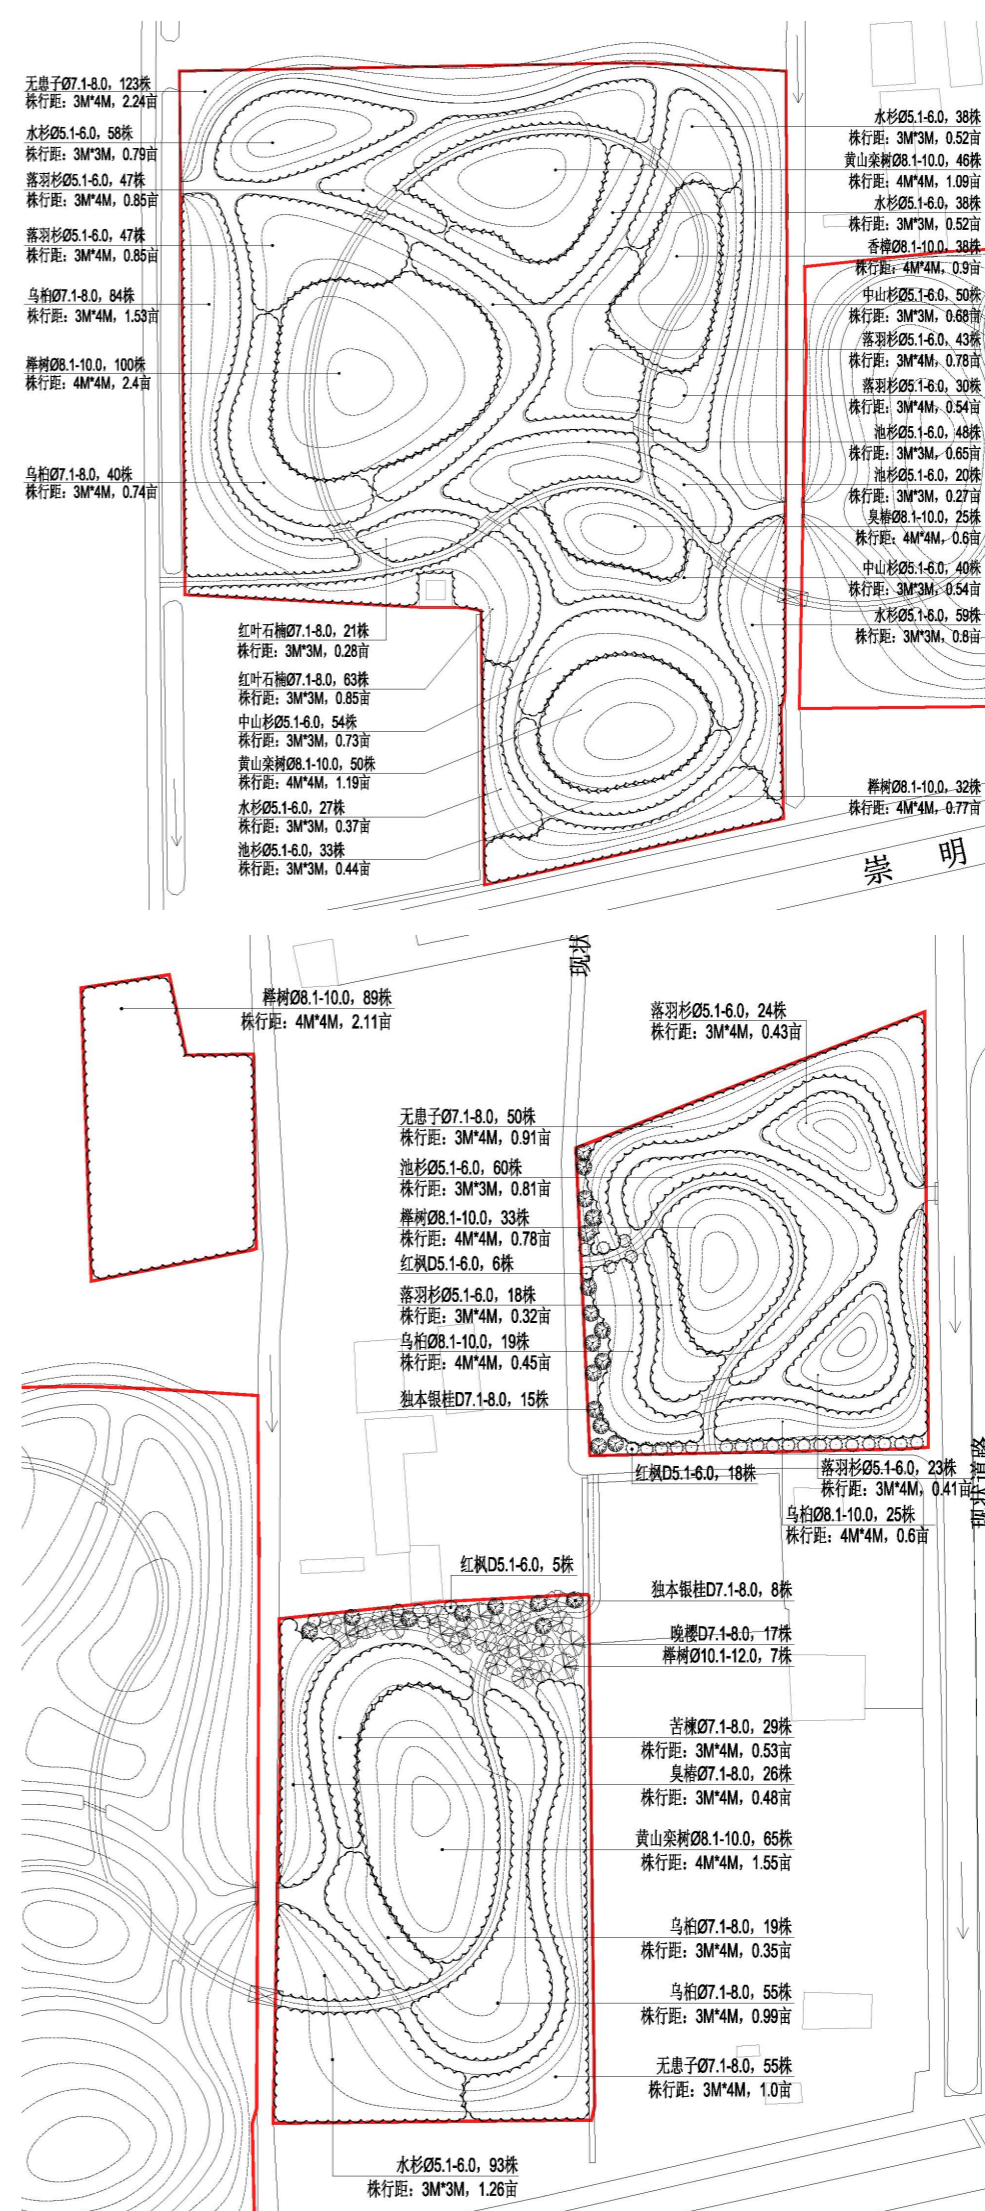 无患子Ø7.1-8.0，123株
株行距：3M*4M，2.24亩
水杉Ø5.1-6.0，58株
株行距：3M*3M，0.79亩
落羽杉Ø5.1-6.0，47株
株行距：3M*4M，0.85亩
落羽杉Ø5.1-6.0，47株
株行距：3M*4M，0.85亩
乌桕Ø7.1-8.0，84株
株行距：3M*4M，1.53亩
榉树Ø8.1-10.0，100株
株行距：4M*4M，2.4亩
乌桕Ø7.1-8.0，40株
株行距：3M*4M，0.74亩
水杉Ø5.1-6.0，38株
株行距：3M*3M，0.52亩
黄山栾树Ø8.1-10.0，46株
株行距：4M*4M，1.09亩
水杉Ø5.1-6.0，38株
株行距：3M*3M，0.52亩
香樟Ø8.1-10.0，38株
株行距：4M*4M，0.9亩
中山杉Ø5.1-6.0，50株
株行距：3M*3M，0.68亩
落羽杉Ø5.1-6.0，43株
株行距：3M*4M，0.78亩
落羽杉Ø5.1-6.0，30株
株行距：3M*4M，0.54亩
池杉Ø5.1-6.0，48株
株行距：3M*3M，0.65亩
池杉Ø5.1-6.0，20株
株行距：3M*3M，0.27亩
臭椿Ø8.1-10.0，25株
株行距：4M*4M，0.6亩
中山杉Ø5.1-6.0，40株
株行距：3M*3M，0.54亩
水杉Ø5.1-6.0，59株
株行距：3M*3M，0.8亩
红叶石楠Ø7.1-8.0，21株
株行距：3M*3M，0.28亩
红叶石楠Ø7.1-8.0，63株
株行距：3M*3M，0.85亩
中山杉Ø5.1-6.0，54株
株行距：3M*3M，0.73亩
黄山栾树Ø8.1-10.0，50株
株行距：4M*4M，1.19亩
水杉Ø5.1-6.0，27株
株行距：3M*3M，0.37亩
池杉Ø5.1-6.0，33株
株行距：3M*3M，0.44亩
榉树Ø8.1-10.0，32株
株行距：4M*4M，0.77亩
崇 明
现状
榉树Ø8.1-10.0，89株
株行距：4M*4M，2.11亩
落羽杉Ø5.1-6.0，24株
株行距：3M*4M，0.43亩
无患子Ø7.1-8.0，50株
株行距：3M*4M，0.91亩
池杉Ø5.1-6.0，60株
株行距：3M*3M，0.81亩
榉树Ø8.1-10.0，33株
株行距：4M*4M，0.78亩
红枫D5.1-6.0，6株
落羽杉Ø5.1-6.0，18株
株行距：3M*4M，0.32亩
乌桕Ø8.1-10.0，19株
株行距：4M*4M，0.45亩
独本银桂D7.1-8.0，15株
红枫D5.1-6.0，18株
落羽杉Ø5.1-6.0，23株
株行距：3M*4M，0.41亩
乌桕Ø8.1-10.0，25株
株行距：4M*4M，0.6亩
现状道路
红枫D5.1-6.0，5株
独本银桂D7.1-8.0，8株
晚樱D7.1-8.0，17株
榉树Ø10.1-12.0，7株
苦楝Ø7.1-8.0，29株
株行距：3M*4M，0.53亩
臭椿Ø7.1-8.0，26株
株行距：3M*4M，0.48亩
黄山栾树Ø8.1-10.0，65株
株行距：4M*4M，1.55亩
乌桕Ø7.1-8.0，19株
株行距：3M*4M，0.35亩
乌桕Ø7.1-8.0，55株
株行距：3M*4M，0.99亩
无患子Ø7.1-8.0，55株
株行距：3M*4M，1.0亩
水杉Ø5.1-6.0，93株
株行距：3M*3M，1.26亩